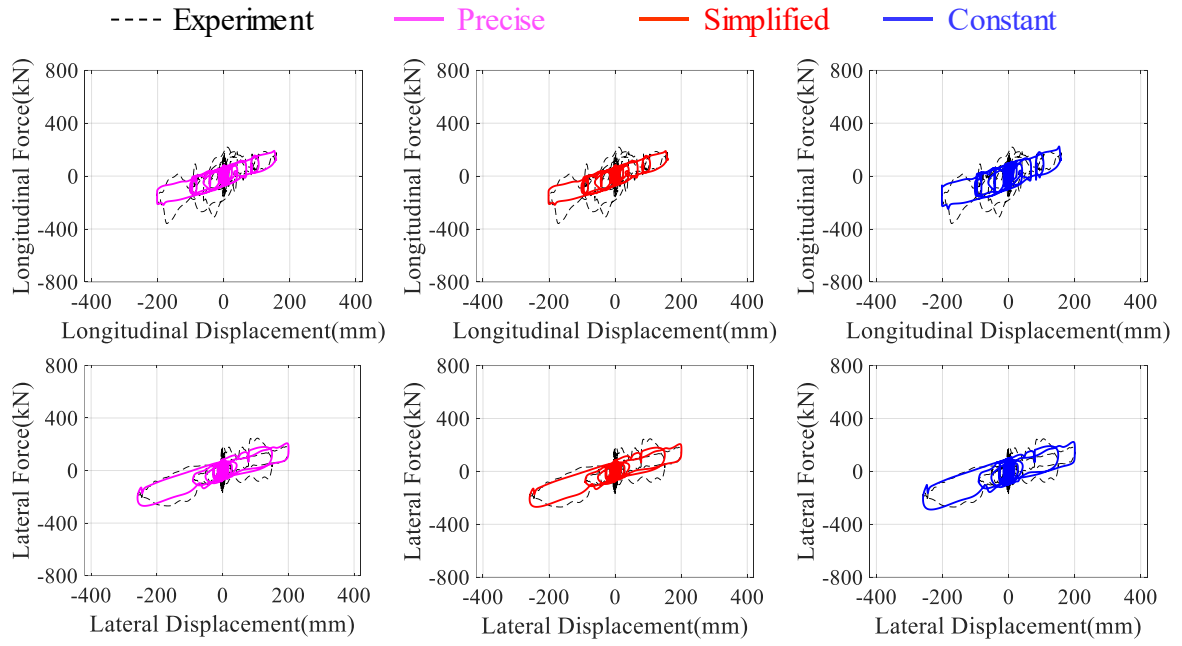 Experiment Precise Simplified Constant
800 800 800
400 400 400
0 0 0
-400 -400 -400
-800 -800 -800
Longitudinal Force(kN) Longitudinal Force(kN) Longitudinal Force(kN)
-400 -200 0 200 400 -400 -200 0 200 400 -400 -200 0 200 400
Longitudinal Displacement(mm) Longitudinal Displacement(mm) Longitudinal Displacement(mm)
800 800 800
400 400 400
0 0 0
-400 -400 -400
-800 -800 -800
Lateral Force(kN) Lateral Force(kN) Lateral Force(kN)
-400 -200 0 200 400 -400 -200 0 200 400 -400 -200 0 200 400
Lateral Displacement(mm) Lateral Displacement(mm) Lateral Displacement(mm)